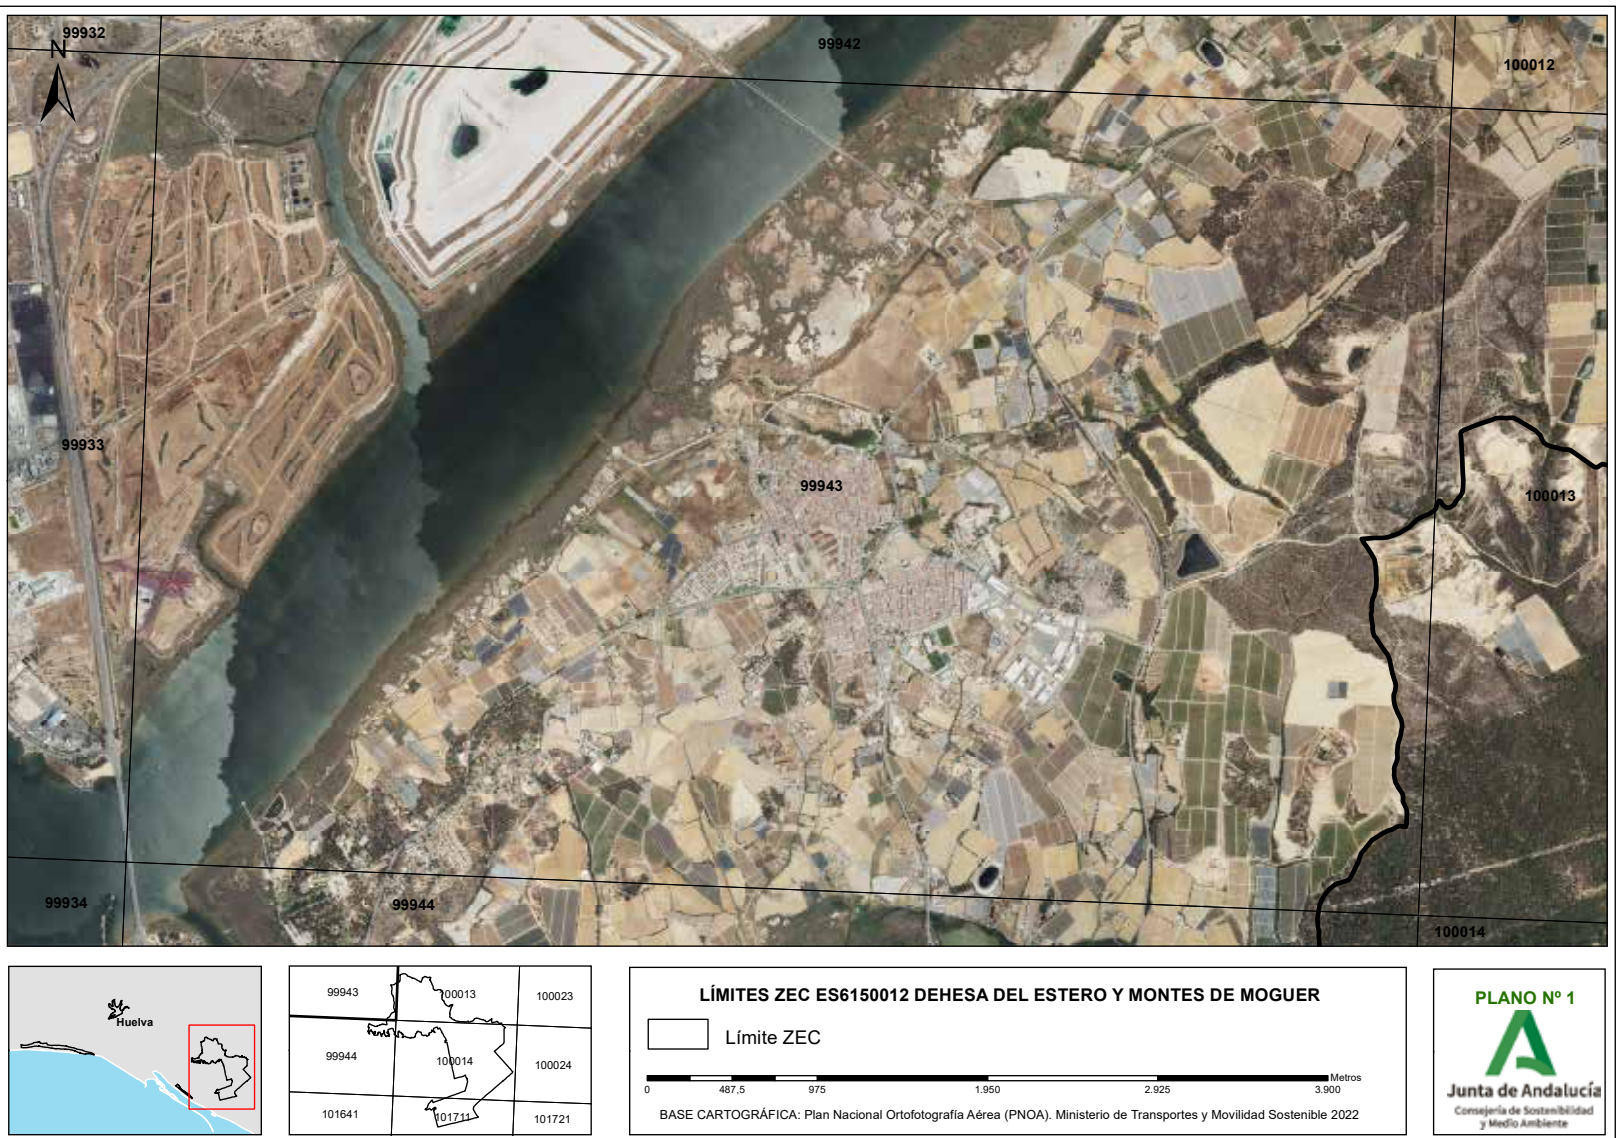 99932
N
99942
100012
99933
99943
100013
99934
99944
100014
Huelva
99943
100013
100023
99944
100014
100024
101641
101711
101721
LÍMITES ZEC ES6150012 DEHESA DEL ESTERO Y MONTES DE MOGUER
Límite ZEC
Metros
0 487,5 975 1.950 2.925 3.900
BASE CARTOGRÁFICA: Plan Nacional Ortofotografía Aérea (PNOA). Ministerio de Transportes y Movilidad Sostenible 2022
PLANO Nº 1
Junta de Andalucía
Consejería de Sostenibilidad
y Medio Ambiente